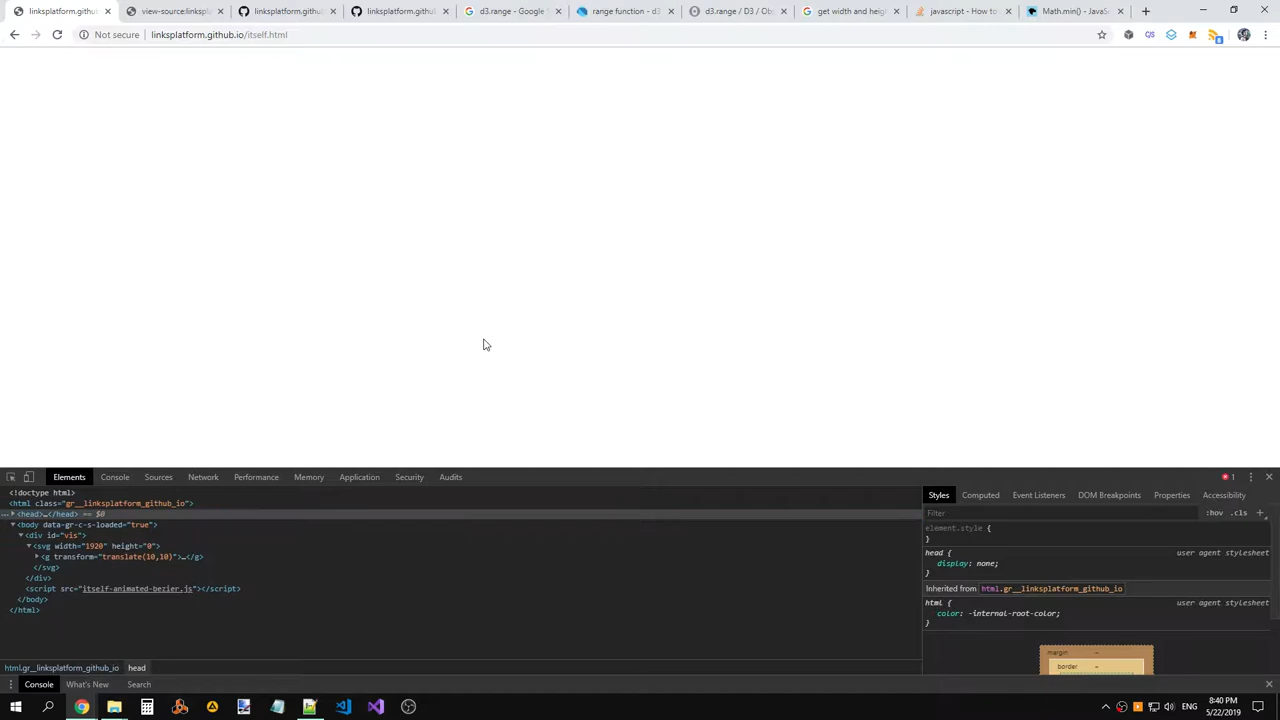 linksplatform.githu
view-source:linkspla
linksplatform.github
linksplatform.github.
d3.range - Google S
range function - d3
d3.range / D3 / Obj
get width and heigh
javascript - How to
Math.min() - JavaSc
Not secure
linksplatform.github.io/itself.html
Elements
Console
Sources
Network
Performance
Memory
Application
Security
Audits
1
<!doctype html>
<html class="gr__linksplatform_github_io">
… <head>…</head> == $0
<body data-gr-c-s-loaded="true">
<div id="vis">
<svg width="1920" height="0">
<g transform="translate(10,10)">…</g>
</svg>
</div>
<script src="itself-animated-bezier.js"></script>
</body>
</html>
html.gr__linksplatform_github_io
head
Styles
Computed
Event Listeners
DOM Breakpoints
Properties
Accessibility
Filter
:hov .cls +
element.style {
}
head {
user agent stylesheet
display: none;
}
Inherited from html.gr__linksplatform_github_io
html {
user agent stylesheet
color: -internal-root-color;
}
margin –
border –
Console
What's New
Search
ENG
8:40 PM
5/22/2019